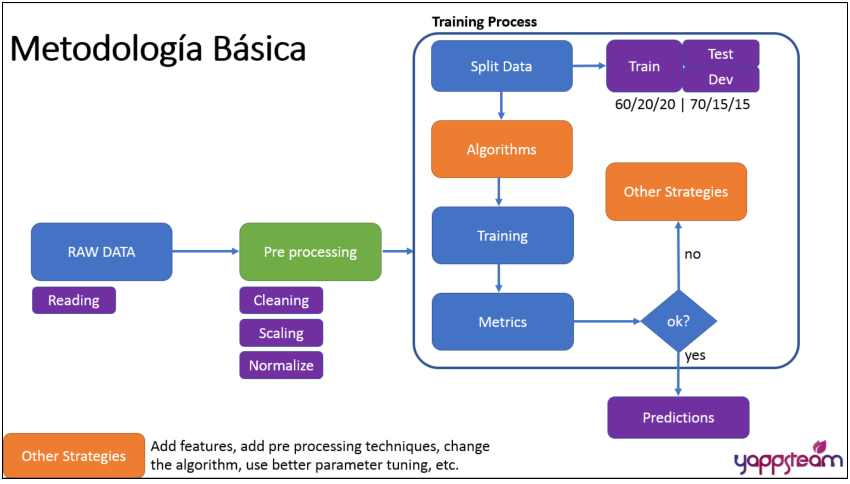 Metodología Básica
Training Process
Split Data
Train
Test
Dev
60/20/20 | 70/15/15
Algorithms
Other Strategies
Training
RAW DATA
Pre processing
no
Reading
Cleaning
Metrics
ok?
Scaling
yes
Normalize
Predictions
Other Strategies
Add features, add pre processing techniques, change
the algorithm, use better parameter tuning, etc.
yappsteam